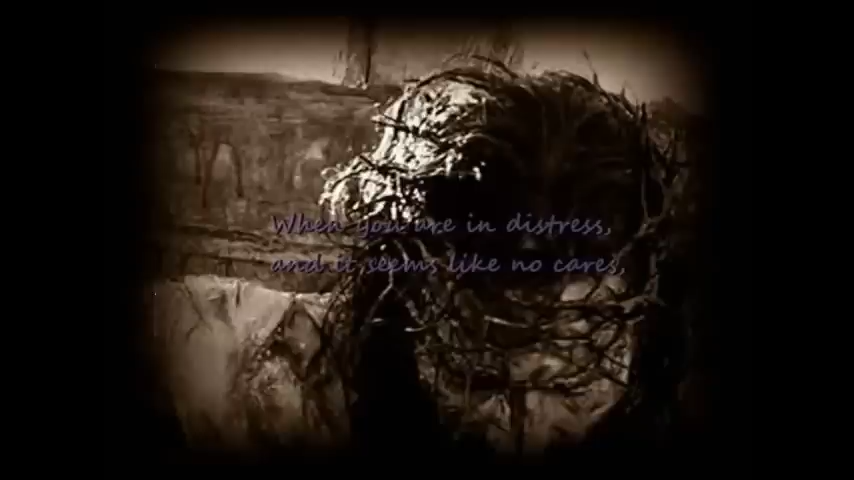 When you are in distress,
and it seems like no cares,